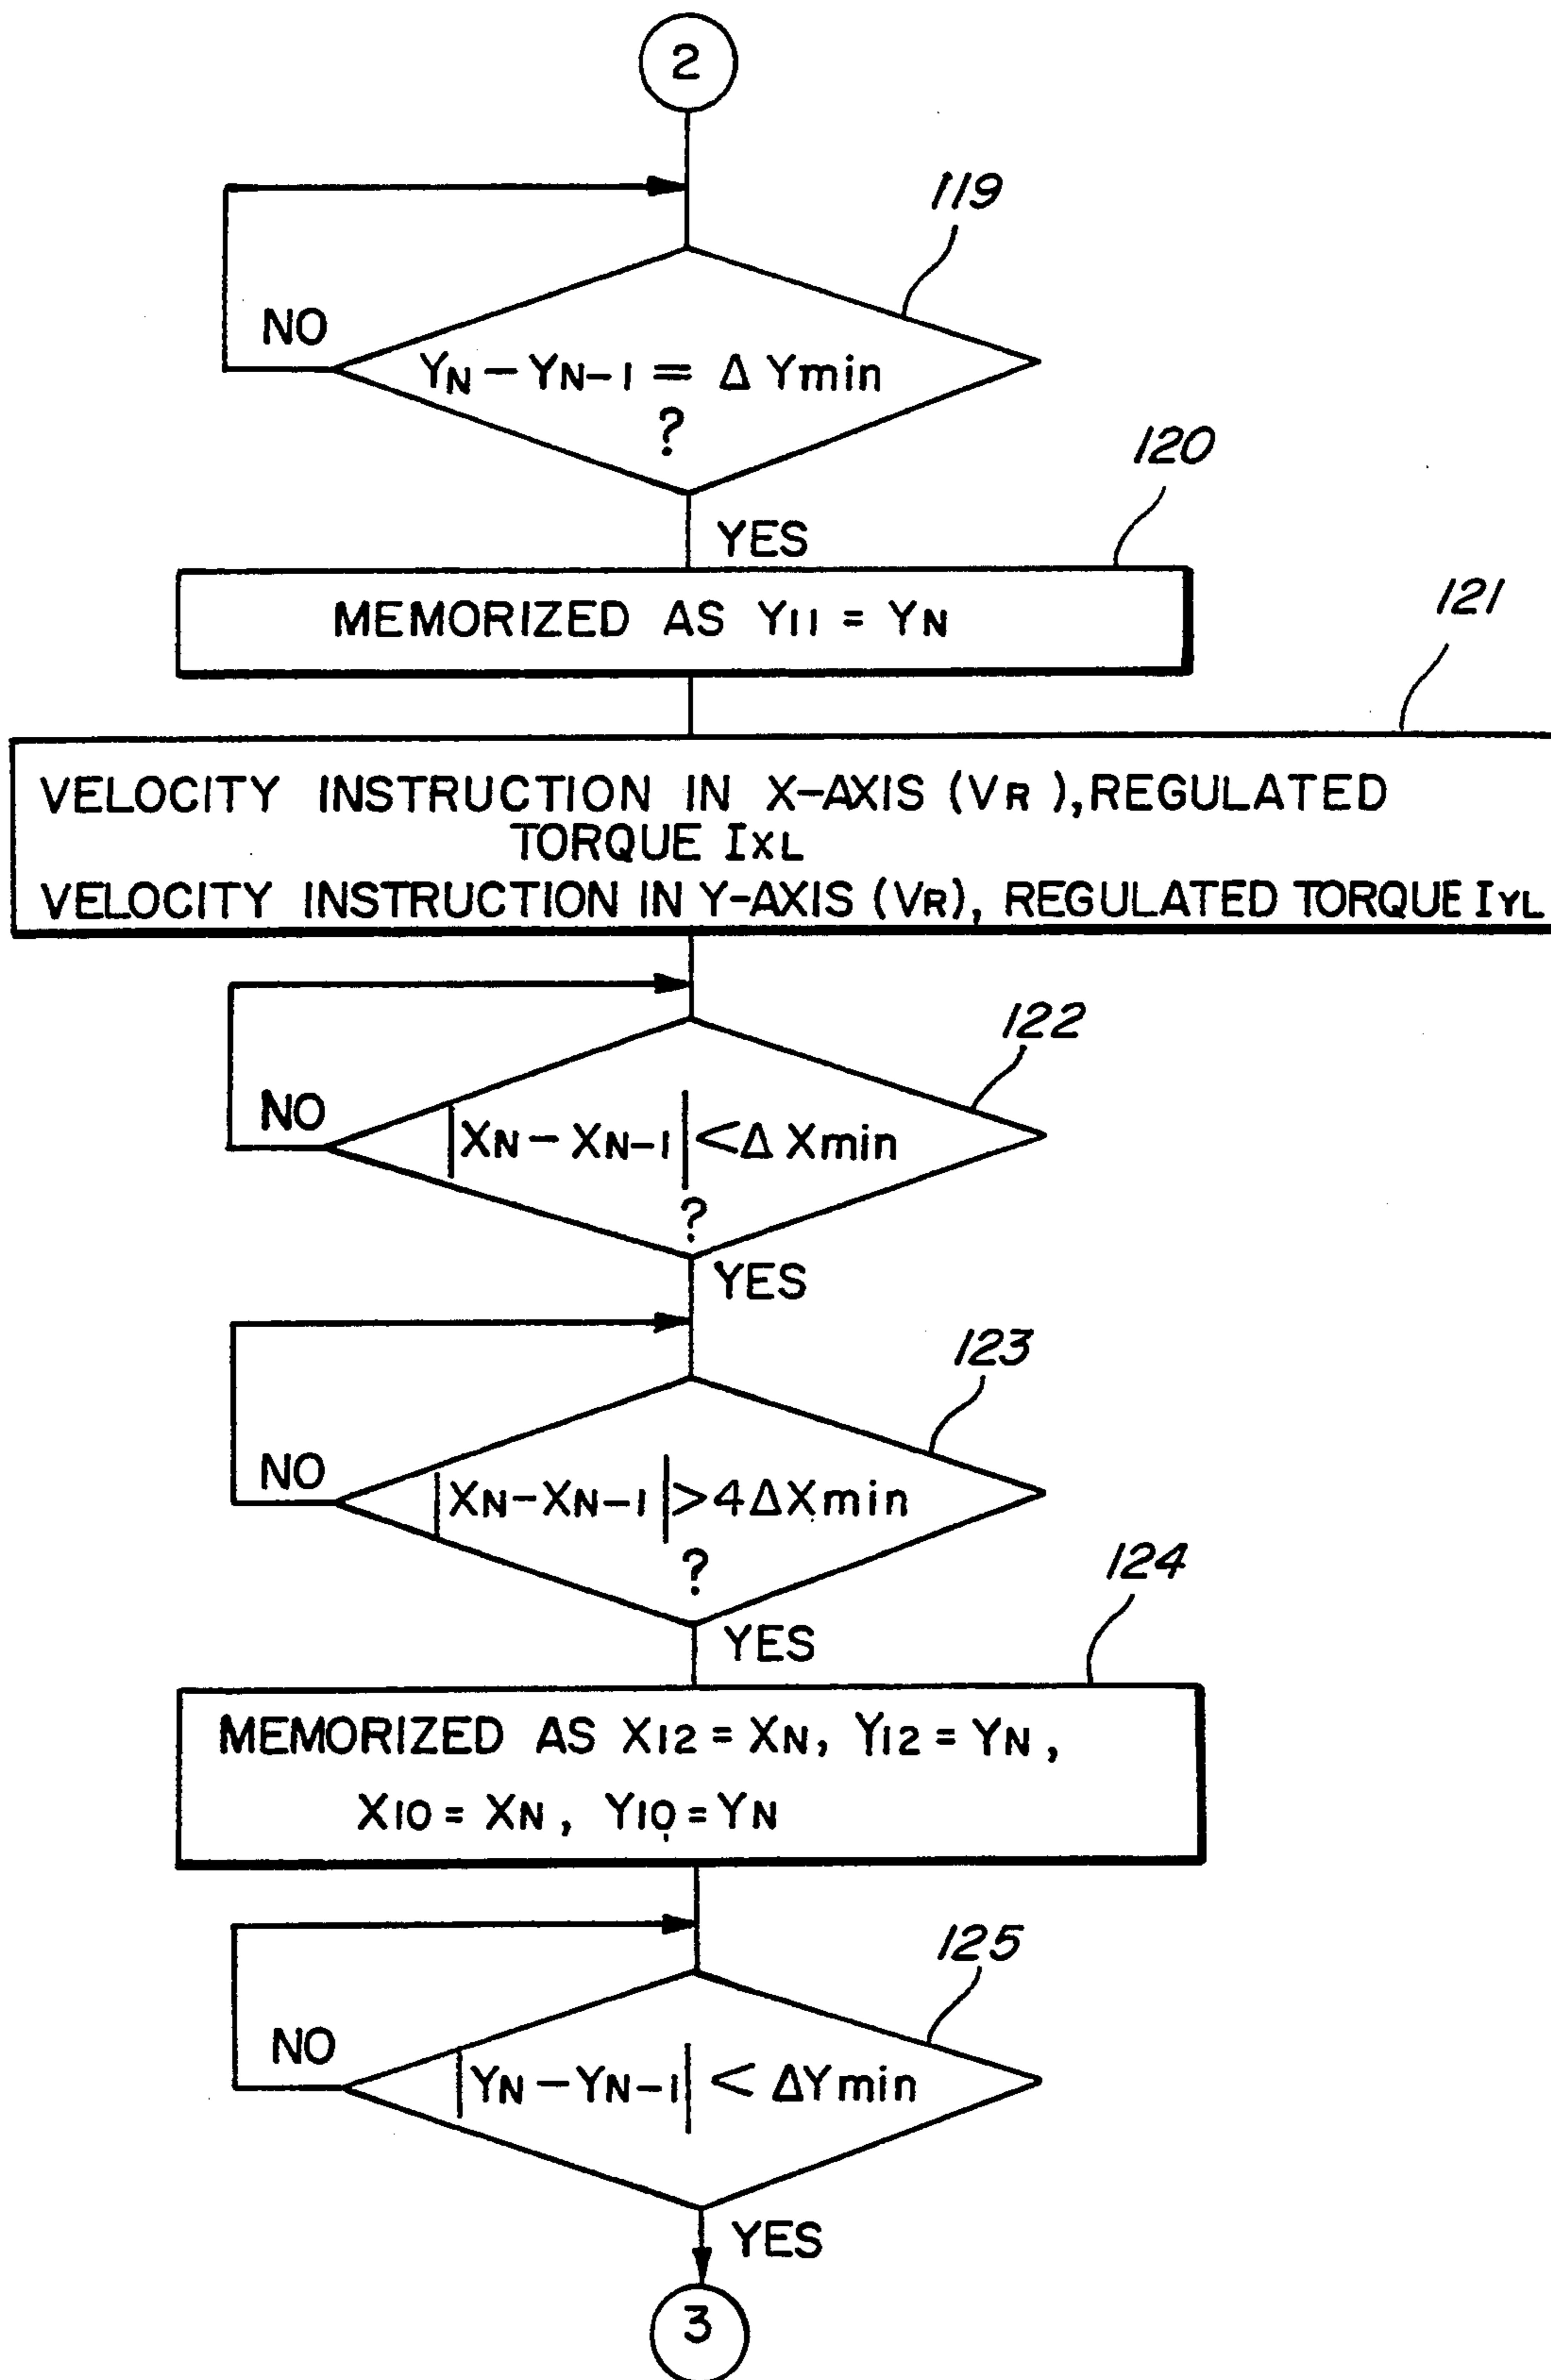 2
119
NO
YN – YN–1 = Δ Ymin
?
120
YES
MEMORIZED AS Y11 = YN
121
VELOCITY INSTRUCTION IN X–AXIS (VR ), REGULATED
TORQUE IXL
VELOCITY INSTRUCTION IN Y–AXIS (VR), REGULATED TORQUE IYL
122
NO
|XN – XN–1| < Δ Xmin
?
YES
123
NO
|XN – XN–1| > 4ΔXmin
?
124
YES
MEMORIZED AS X12 = XN, Y12 = YN,
X10 = XN, Y10 = YN
125
NO
|YN – YN–1| < ΔYmin
YES
3